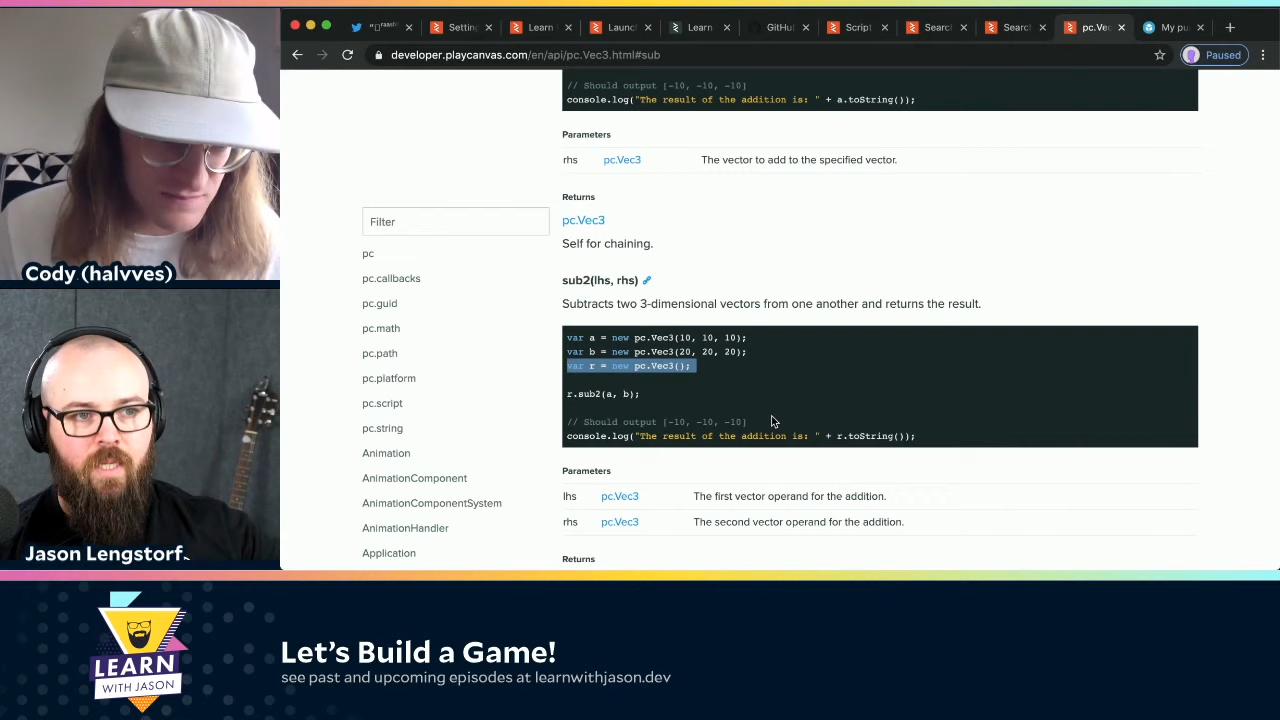 Cody (halvves)
Jason Lengstorf
Settin
Learn
Launc
Learn
GitHub
Script
Search
Search
pc.Vec
My pu
developer.playcanvas.com/en/api/pc.Vec3.html#sub
Paused
// Should output [-10, -10, -10]
console.log("The result of the addition is: " + a.toString());
Parameters
rhs pc.Vec3 The vector to add to the specified vector.
Returns
pc.Vec3
Self for chaining.
sub2(lhs, rhs)
Subtracts two 3-dimensional vectors from one another and returns the result.
var a = new pc.Vec3(10, 10, 10);
var b = new pc.Vec3(20, 20, 20);
var r = new pc.Vec3();
r.sub2(a, b);
// Should output [-10, -10, -10]
console.log("The result of the addition is: " + r.toString());
Parameters
lhs pc.Vec3 The first vector operand for the addition.
rhs pc.Vec3 The second vector operand for the addition.
Returns
Filter
pc
pc.callbacks
pc.guid
pc.math
pc.path
pc.platform
pc.script
pc.string
Animation
AnimationComponent
AnimationComponentSystem
AnimationHandler
Application
LEARN
WITH JASON
Let's Build a Game!
see past and upcoming episodes at learnwithjason.dev